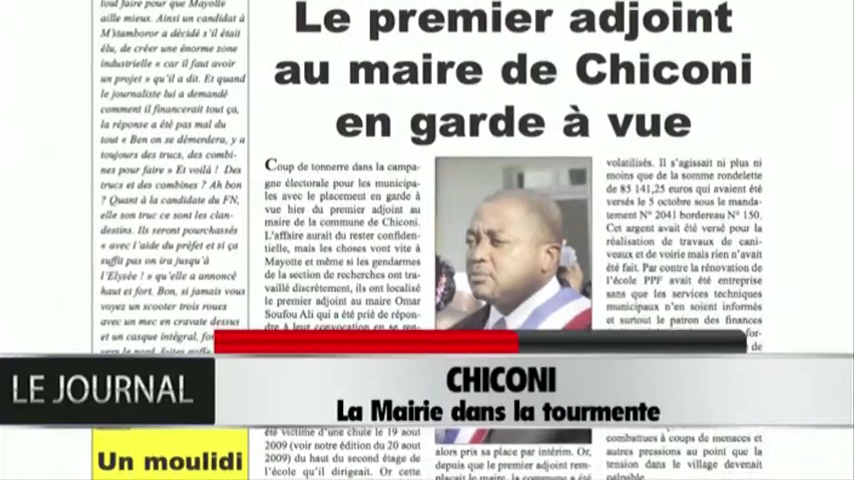 tout faire pour que Mayotte
aille mieux. Ainsi un candidat à
M'tsamboro a décidé s'il était
élu, de créer une énorme zone
industrielle « car il faut avoir
un projet » qu'il a dit. Et quand
le journaliste lui a demandé
comment il financerait tout ça,
la réponse a été pas mal du
tout « Ben on se démerdera, y a
toujours des trucs, des combi-
nes pour faire » Et voilà ! Des
trucs et des combines ? Ah bon
? Quant à la candidate du FN,
elle son truc ce sont les clan-
destins. Ils seront pourchassés
« avec l'aide du préfet et si ça
suffit pas on ira jusqu'à
l'Elysée ! » qu'elle a annoncé
haut et fort. Bon, si jamais vous
voyez un scooter trois roues
avec un mec en cravate dessus
et un casque intégral,
Un moulidi
Le premier adjoint
au maire de Chiconi
en garde à vue
Coup de tonnerre dans la campa-
gne électorale pour les municipa-
les avec le placement en garde à
vue hier du premier adjoint au
maire de la commune de Chiconi.
L'affaire aurait du rester confiden-
tielle, mais les choses vont vite à
Mayotte et même si les gendarmes
de la section de recherches ont tra-
vaillé discrètement, ils ont localisé
le premier adjoint au maire Omar
Soufou Ali qui a été prié de répon-
dre à leur convocation en se ren-
été victime d'une chute le 19 aout
2009 (voir notre édition du 20 aout
2009) du haut du second étage de
l'école qu'il dirigeait. Or cette
alors pris sa place par intérim. Or,
depuis que le premier adjoint rem-
plaçait le maire, la commune a été
volatilisés. Il s'agissait ni plus ni
moins que de la somme rondelette
de 85 141,25 euros qui avaient été
versés le 5 octobre sous le manda-
tement N° 2041 bordereau N° 150.
Cet argent avait été versé pour la
réalisation de travaux de cani-
veaux et de voirie mais rien n'avait
été fait. Par contre la rénovation de
l'école PPF avait été entreprise
sans que les services techniques
municipaux n'en soient informés
et surtout le patron des finances
combattues à coups de menaces et
autres pressions au point que la
tension dans le village devenait
palpable
LE JOURNAL
CHICONI
La Mairie dans la tourmente